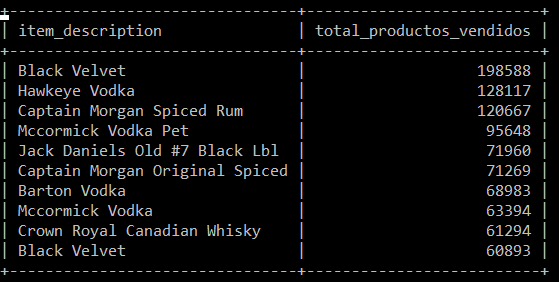 +--------------------------------+--------------------------+
| item_description               | total_productos_vendidos |
+--------------------------------+--------------------------+
| Black Velvet                   |                   198588 |
| Hawkeye Vodka                  |                   128117 |
| Captain Morgan Spiced Rum      |                   120667 |
| Mccormick Vodka Pet            |                    95648 |
| Jack Daniels Old #7 Black Lbl  |                    71960 |
| Captain Morgan Original Spiced |                    71269 |
| Barton Vodka                   |                    68983 |
| Mccormick Vodka                |                    63394 |
| Crown Royal Canadian Whisky    |                    61294 |
| Black Velvet                   |                    60893 |
+--------------------------------+--------------------------+